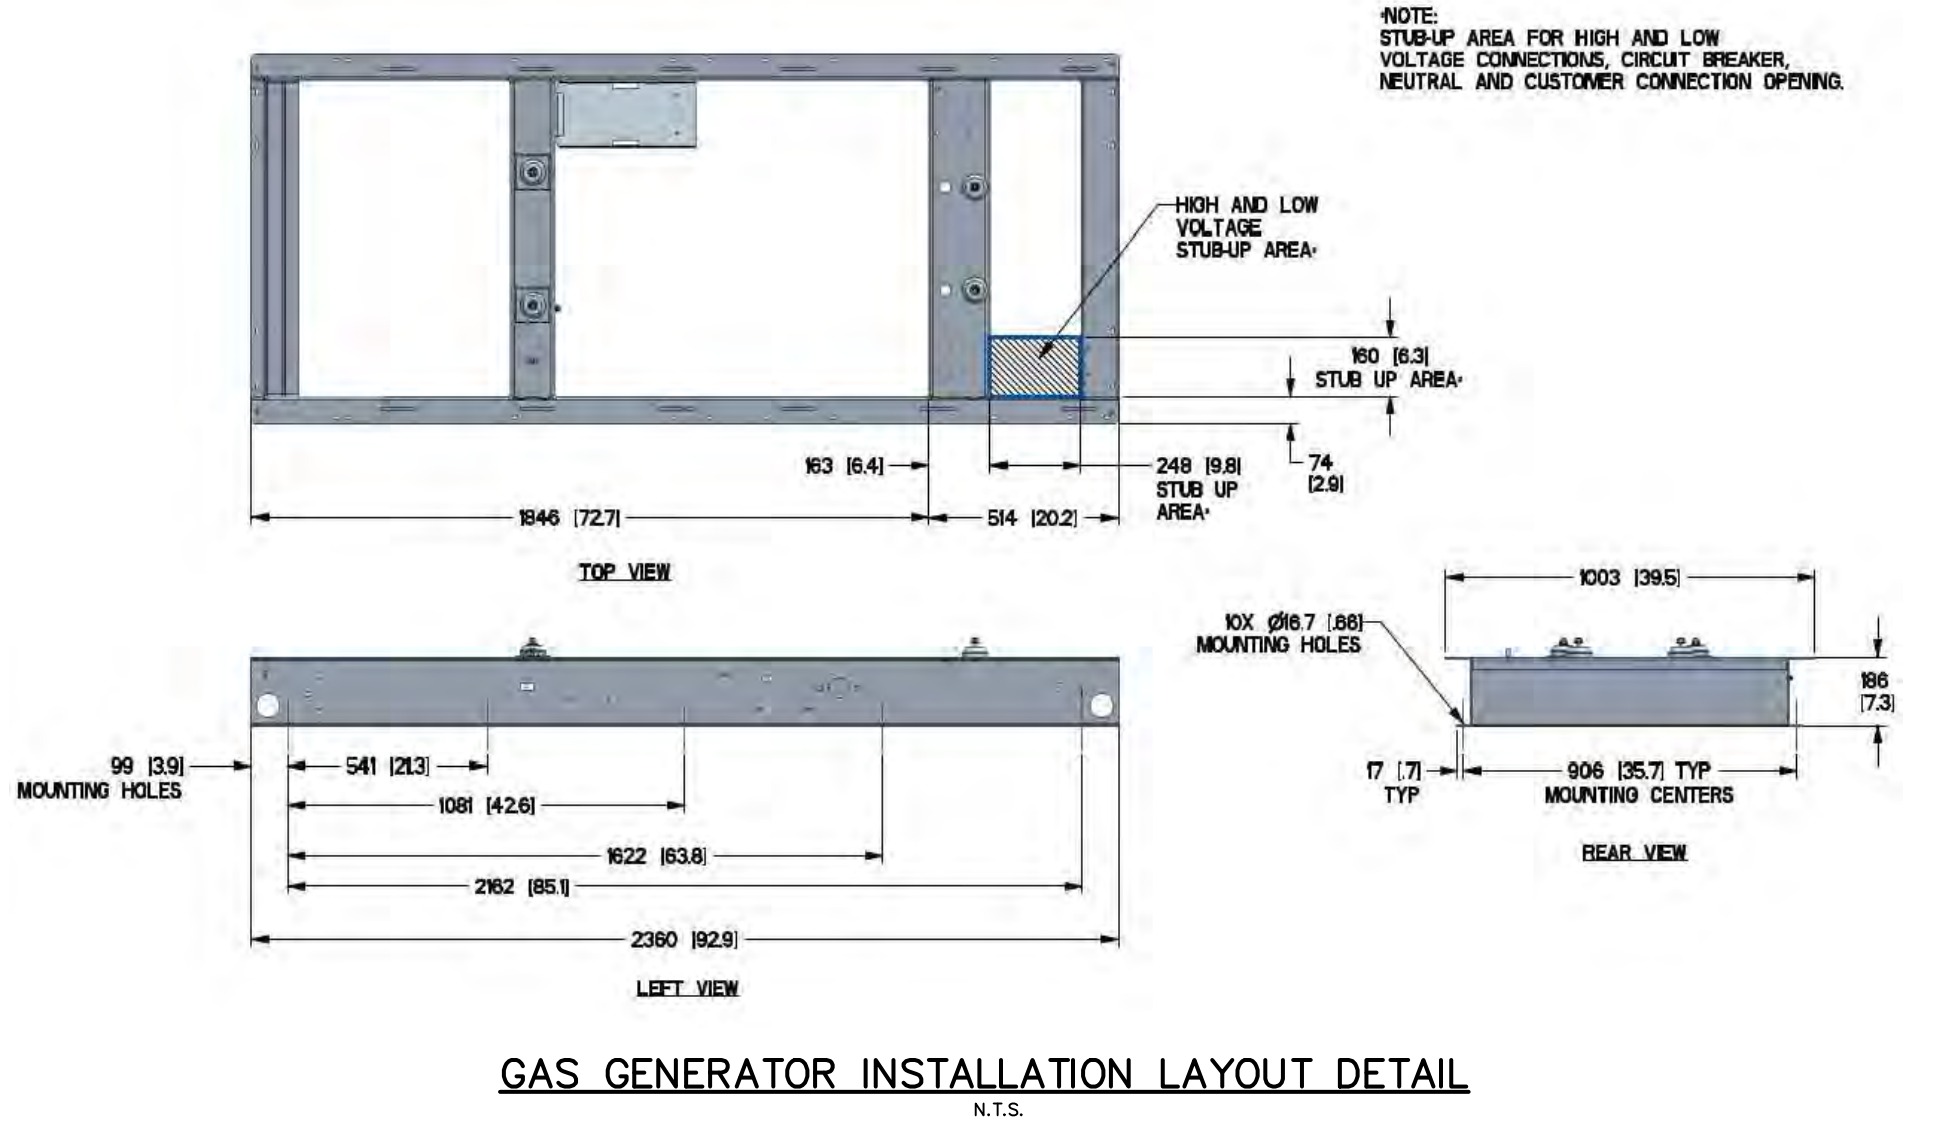 *NOTE:
STUB-UP AREA FOR HIGH AND LOW
VOLTAGE CONNECTIONS, CIRCUIT BREAKER,
NEUTRAL AND CUSTOMER CONNECTION OPENING.
HIGH AND LOW
VOLTAGE
STUB-UP AREA*
160 [6.3]
STUB UP AREA*
163 [6.4]
248 [9.8]
STUB UP
AREA*
74
[2.9]
1846 [72.7]
514 [20.2]
TOP VIEW
1003 [39.5]
10X Ø16.7 [.66]
MOUNTING HOLES
186
[7.3]
99 [3.9]
MOUNTING HOLES
541 [21.3]
1081 [42.6]
1622 [63.8]
2162 [85.1]
2360 [92.9]
LEFT VIEW
17 [.7]
TYP
906 [35.7] TYP
MOUNTING CENTERS
REAR VIEW
GAS GENERATOR INSTALLATION LAYOUT DETAIL
N.T.S.